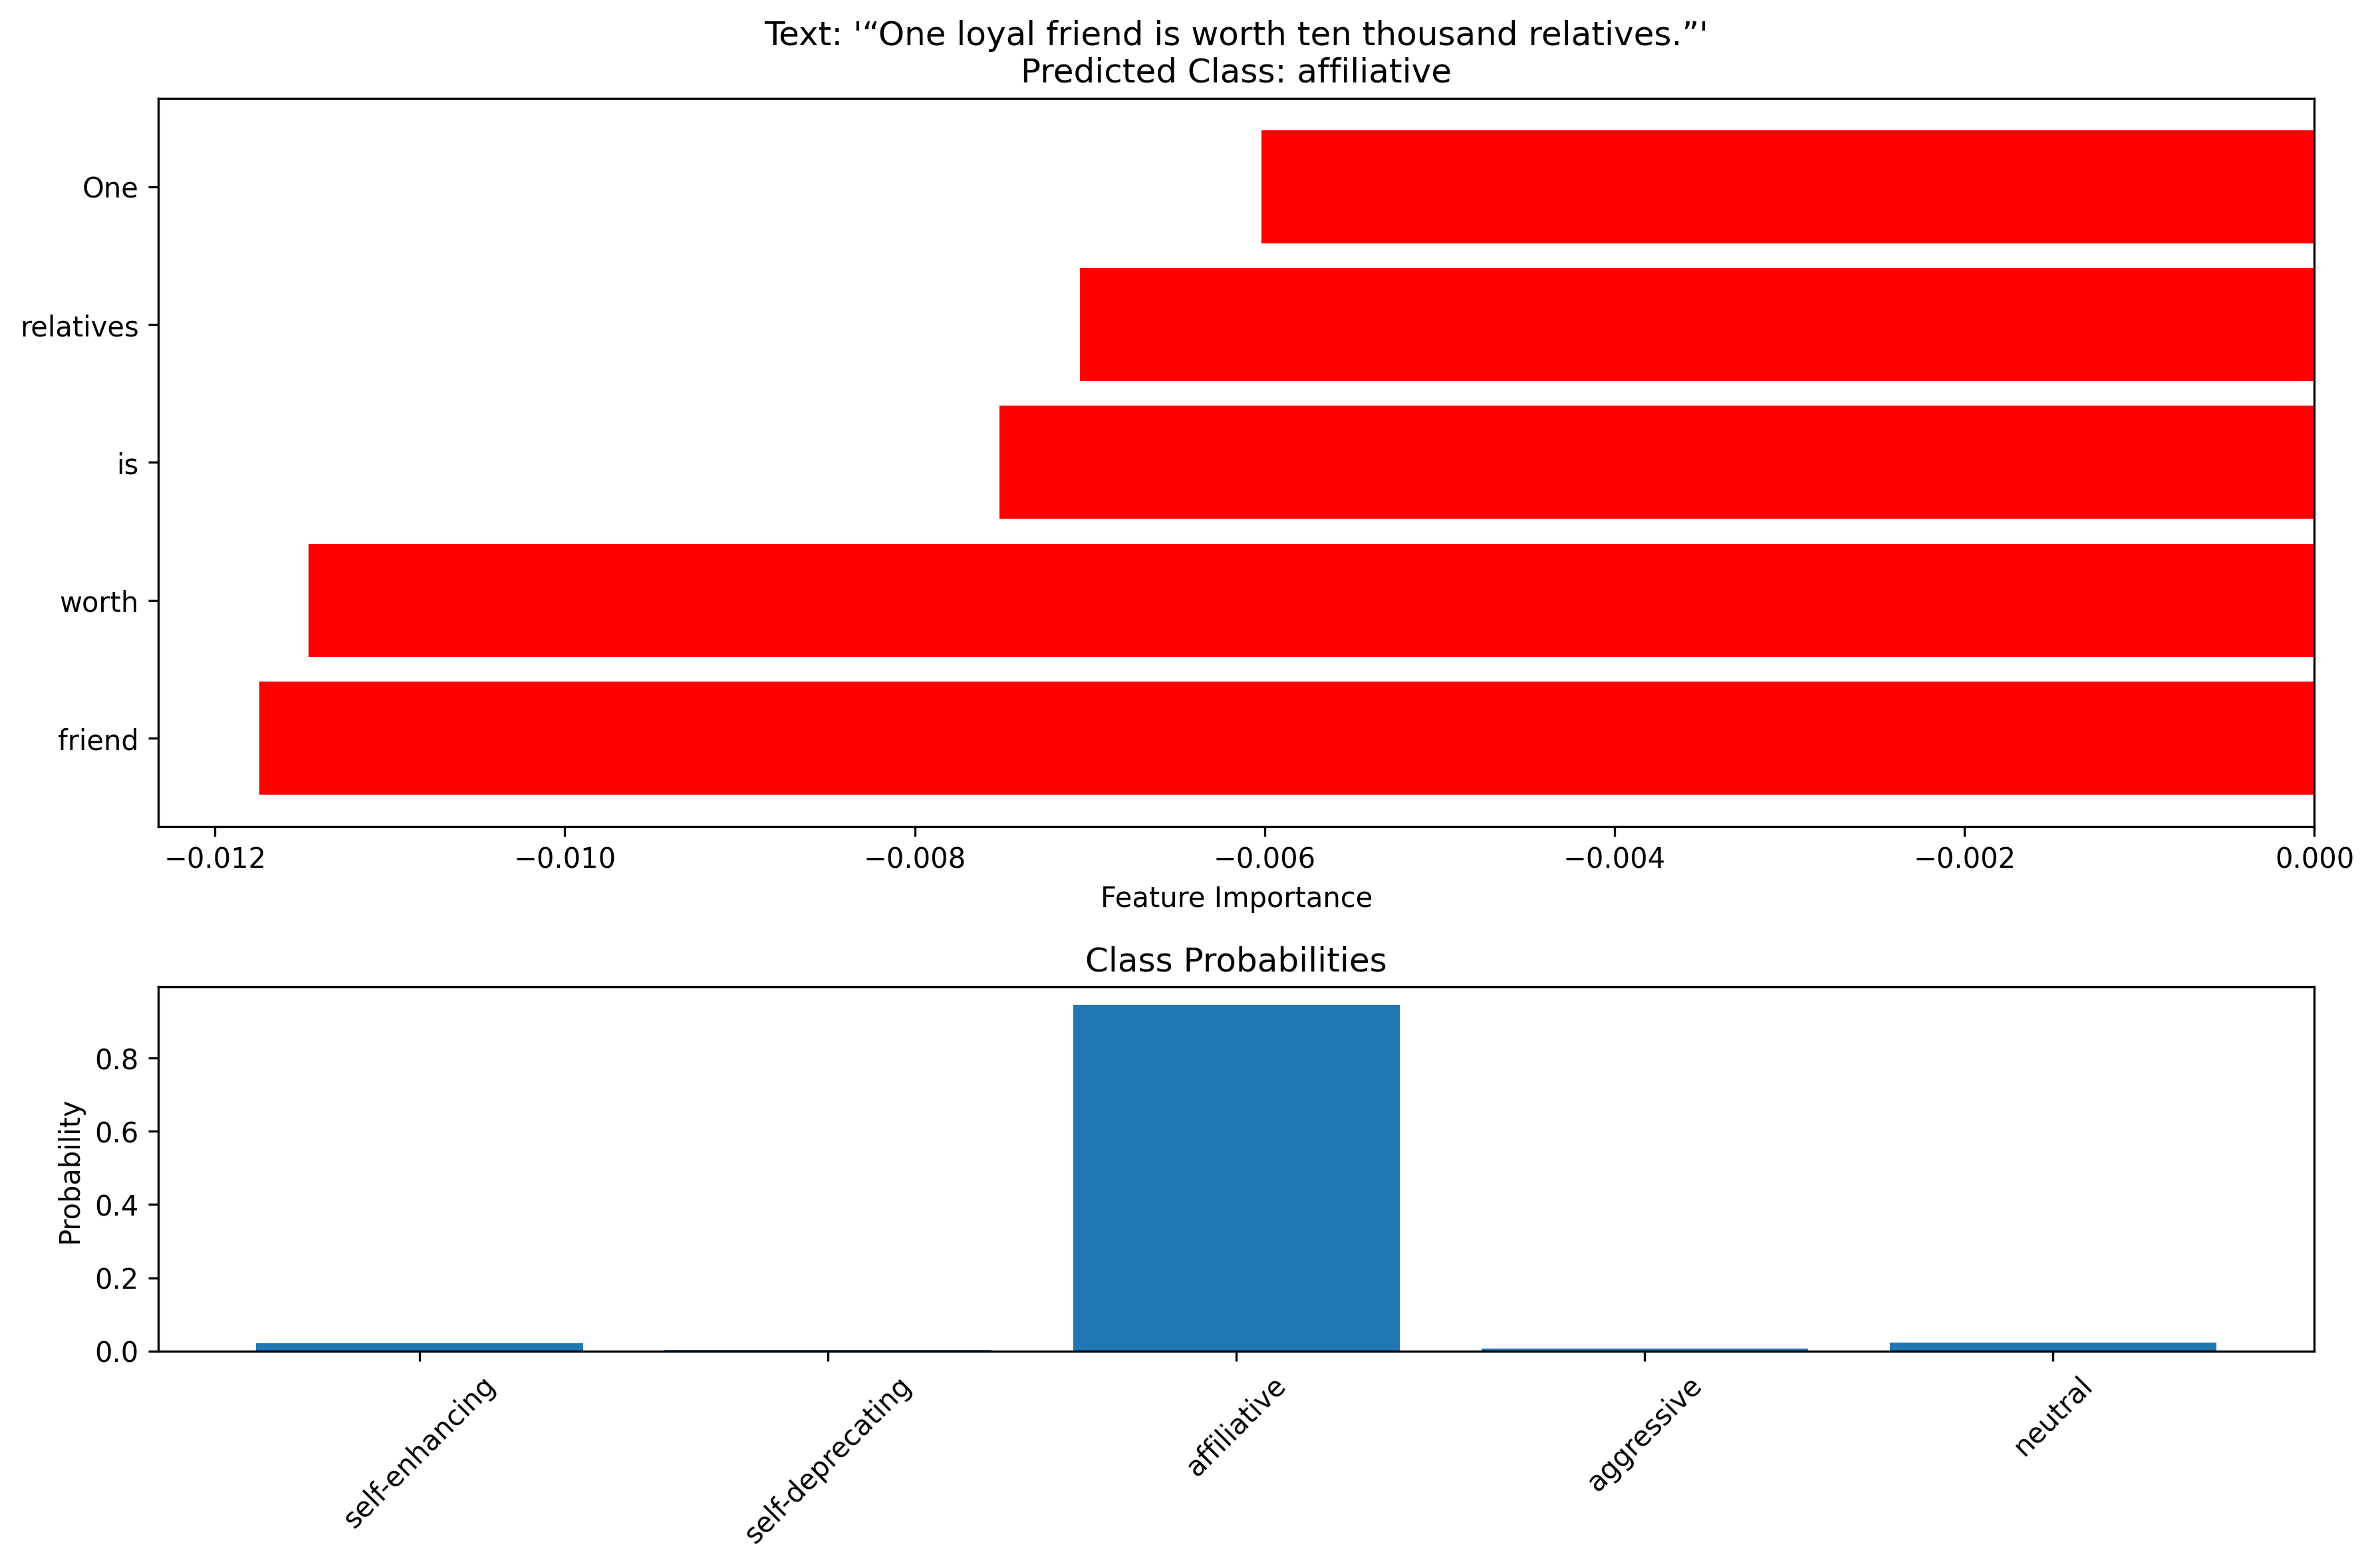 Text: '“One loyal friend is worth ten thousand relatives.”'
Predicted Class: affiliative
One
relatives
is
worth
friend
−0.012 −0.010 −0.008 −0.006 −0.004 −0.002 0.000
Feature Importance
Class Probabilities
Probability
0.8
0.6
0.4
0.2
0.0
self-enhancing self-deprecating affiliative aggressive neutral